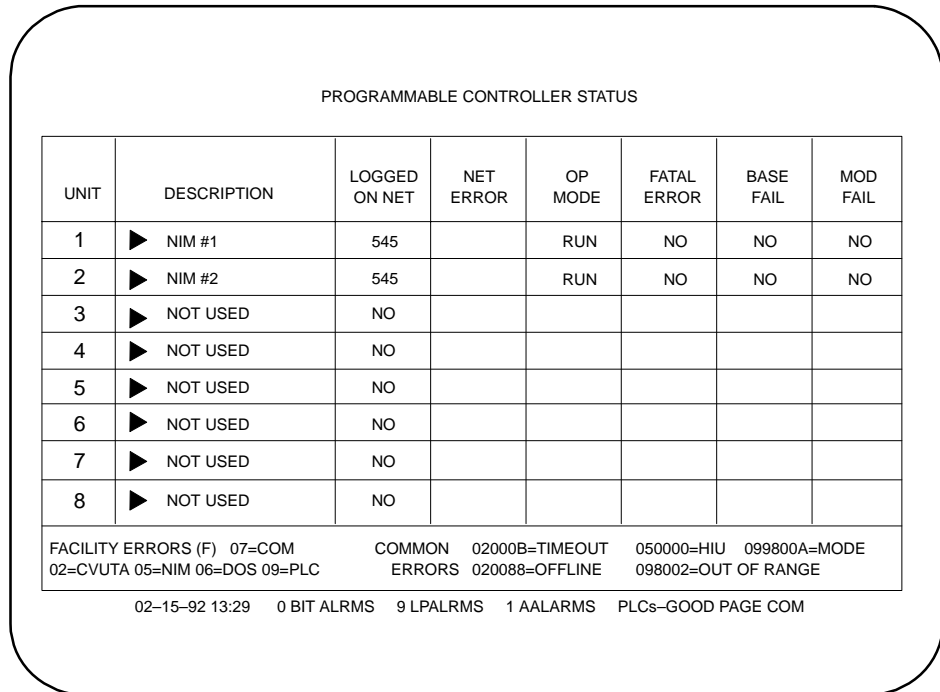 PROGRAMMABLE CONTROLLER STATUS
UNIT DESCRIPTION LOGGED ON NET NET ERROR OP MODE FATAL ERROR BASE FAIL MOD FAIL
1 ▶ NIM #1 545 RUN NO NO NO
2 ▶ NIM #2 545 RUN NO NO NO
3 ▶ NOT USED NO
4 ▶ NOT USED NO
5 ▶ NOT USED NO
6 ▶ NOT USED NO
7 ▶ NOT USED NO
8 ▶ NOT USED NO
FACILITY ERRORS (F) 07=COM COMMON 02000B=TIMEOUT 050000=HIU 099800A=MODE
02=CVUTA 05=NIM 06=DOS 09=PLC ERRORS 020088=OFFLINE 098002=OUT OF RANGE
02–15–92 13:29 0 BIT ALRMS 9 LPALRMS 1 AALARMS PLCs–GOOD PAGE COM